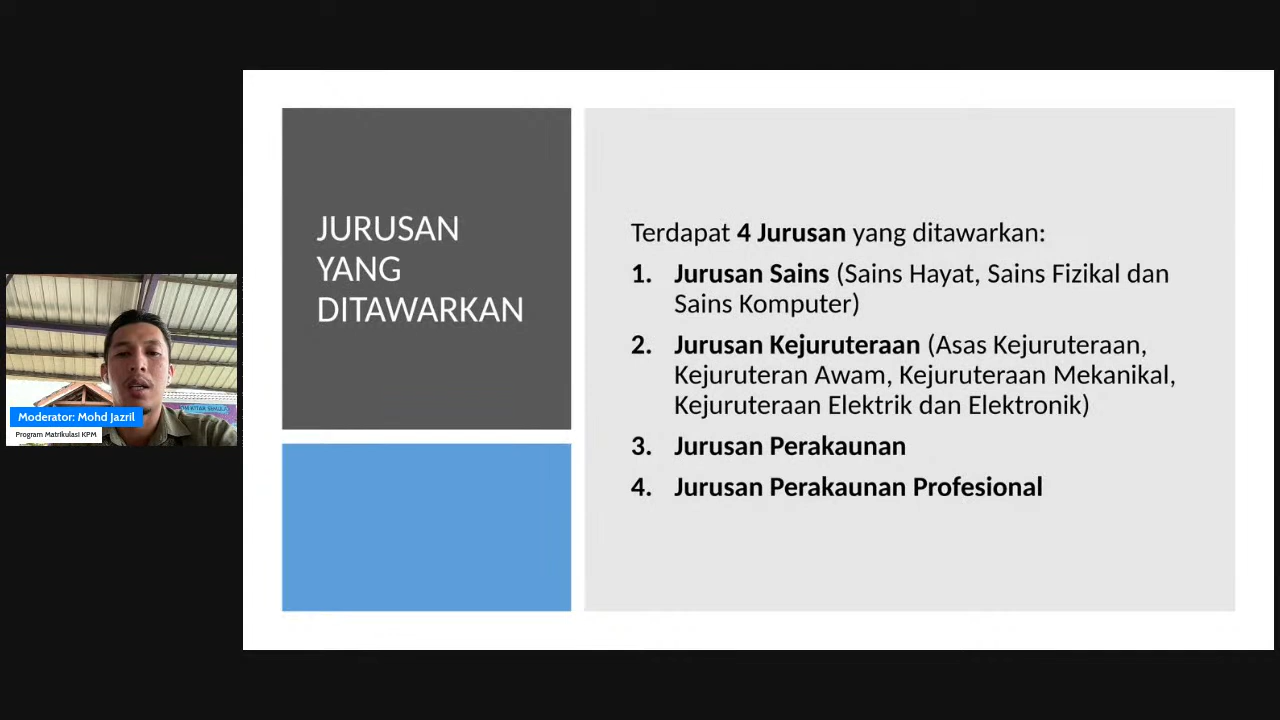 JURUSAN
YANG
DITAWARKAN
Terdapat 4 Jurusan yang ditawarkan:
1. Jurusan Sains (Sains Hayat, Sains Fizikal dan
Sains Komputer)
2. Jurusan Kejuruteraan (Asas Kejuruteraan,
Kejuruteran Awam, Kejuruteraan Mekanikal,
Kejuruteraan Elektrik dan Elektronik)
3. Jurusan Perakaunan
4. Jurusan Perakaunan Profesional
Moderator: Mohd Jazril
Program Matrikulasi KPM